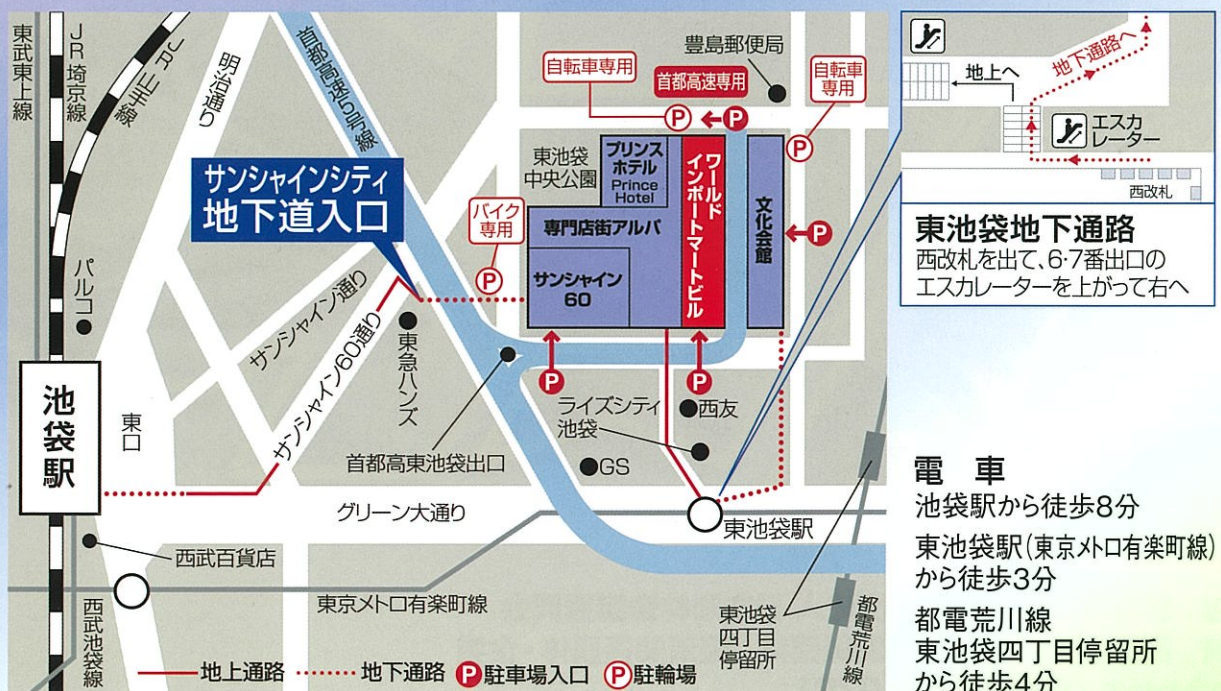 東武東上線
JR埼京線
JR山手線
明治通り
首都高速5号線
豊島郵便局
自転車専用
首都高速専用
自転車
専用
P
P
P
サンシャインシティ
地下道入口
東池袋
中央公園
プリンス
ホテル
Prince
Hotel
ワールド
インポートマートビル
文化会館
P
バイク
専用
P
専門店街アルパ
サンシャイン
60
パルコ
サンシャイン通り
サンシャイン60通り
東急ハンズ
P
P
池袋駅
東口
ライズシティ
池袋
西友
首都高東池袋出口
GS
グリーン大通り
東池袋駅
西武百貨店
東京メトロ有楽町線
西武池袋線
東池袋
四丁目
停留所
都電荒川線
地上通路
地下通路
P駐車場入口
P駐輪場
地上へ
地下通路へ
エスカ
レーター
西改札
東池袋地下通路
西改札を出て、6・7番出口の
エスカレーターを上がって右へ
電車
池袋駅から徒歩8分
東池袋駅(東京メトロ有楽町線)
から徒歩3分
都電荒川線
東池袋四丁目停留所
から徒歩4分